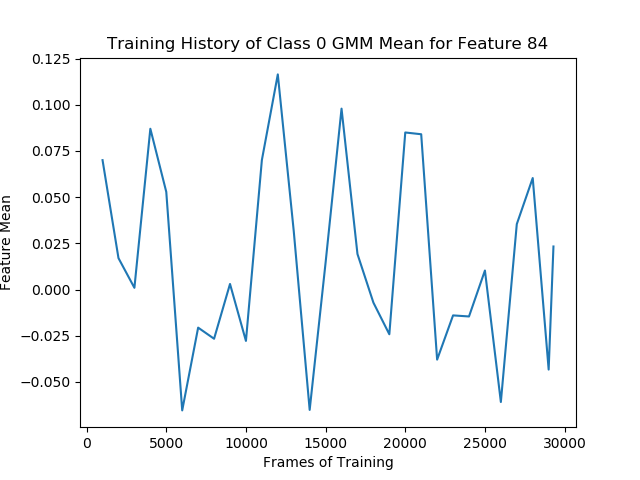 Training History of Class 0 GMM Mean for Feature 84
0.125
0.100
0.075
0.050
0.025
0.000
−0.025
−0.050
Feature Mean
0 5000 10000 15000 20000 25000 30000
Frames of Training